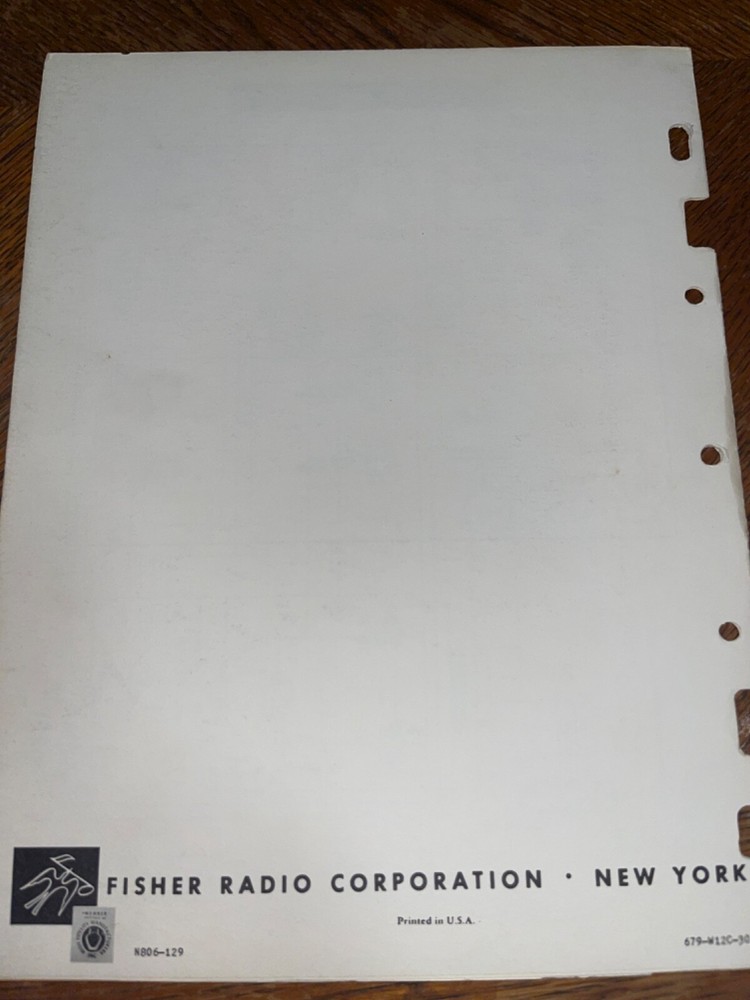 FISHER RADIO CORPORATION · NEW YORK
Printed in U.S.A.
N806-129
679-W12C-30